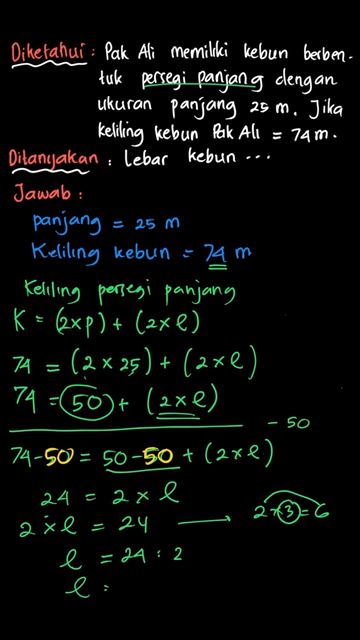 Diketahui : Pak Ali memiliki kebun berben-
tuk persegi panjang dengan
ukuran panjang 25 m. Jika
keliling kebun Pak Ali = 74 m.
Ditanyakan : Lebar kebun ...
Jawab :
panjang = 25 m
Keliling kebun = 74 m
Keliling persegi panjang
K = (2 x p) + (2 x l)
74 = (2 x 25) + (2 x l)
74 = 50 + (2 x l)
- 50
74 - 50 = 50 - 50 + (2 x l)
24 = 2 x l
2 x l = 24 → 2 x 3 = 6
l = 24 : 2
l :